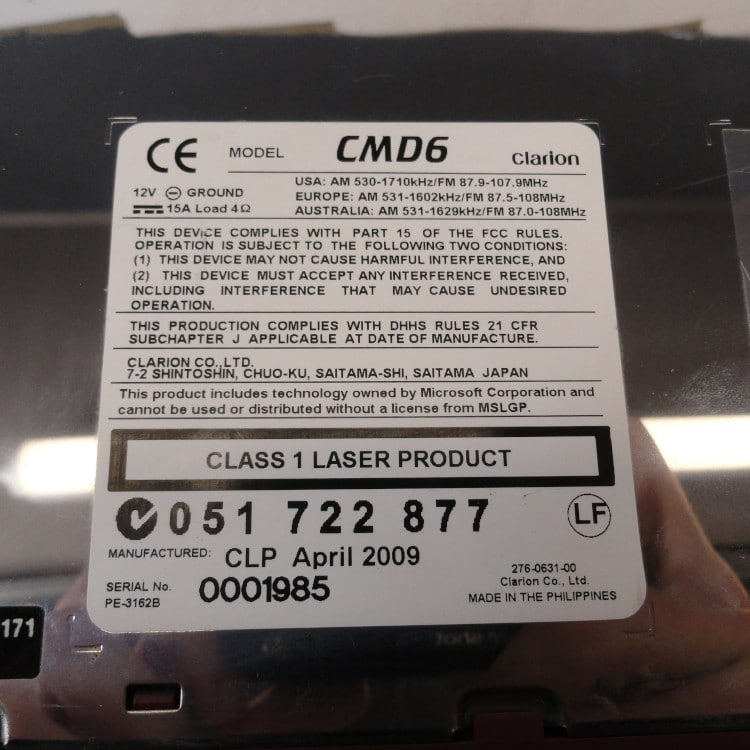 CE MODEL CMD6 Clarion
12V ⊖ GROUND
15A Load 4Ω
USA: AM 530-1710kHz/FM 87.9-107.9MHz
EUROPE: AM 531-1602kHz/FM 87.5-108MHz
AUSTRALIA: AM 531-1629kHz/FM 87.0-108MHz
THIS DEVICE COMPLIES WITH PART 15 OF THE FCC RULES.
OPERATION IS SUBJECT TO THE FOLLOWING TWO CONDITIONS:
(1) THIS DEVICE MAY NOT CAUSE HARMFUL INTERFERENCE, AND
(2) THIS DEVICE MUST ACCEPT ANY INTERFERENCE RECEIVED,
INCLUDING INTERFERENCE THAT MAY CAUSE UNDESIRED
OPERATION.
THIS PRODUCTION COMPLIES WITH DHHS RULES 21 CFR
SUBCHAPTER J APPLICABLE AT DATE OF MANUFACTURE.
CLARION CO.,LTD.
7-2 SHINTOSHIN, CHUO-KU, SAITAMA-SHI, SAITAMA JAPAN
This product includes technology owned by Microsoft Corporation and
cannot be used or distributed without a license from MSLGP.
CLASS 1 LASER PRODUCT
051 722 877 LF
MANUFACTURED: CLP April 2009
SERIAL No. 0001985
PE-3162B
276-0631-00
Clarion Co., Ltd.
MADE IN THE PHILIPPINES
171